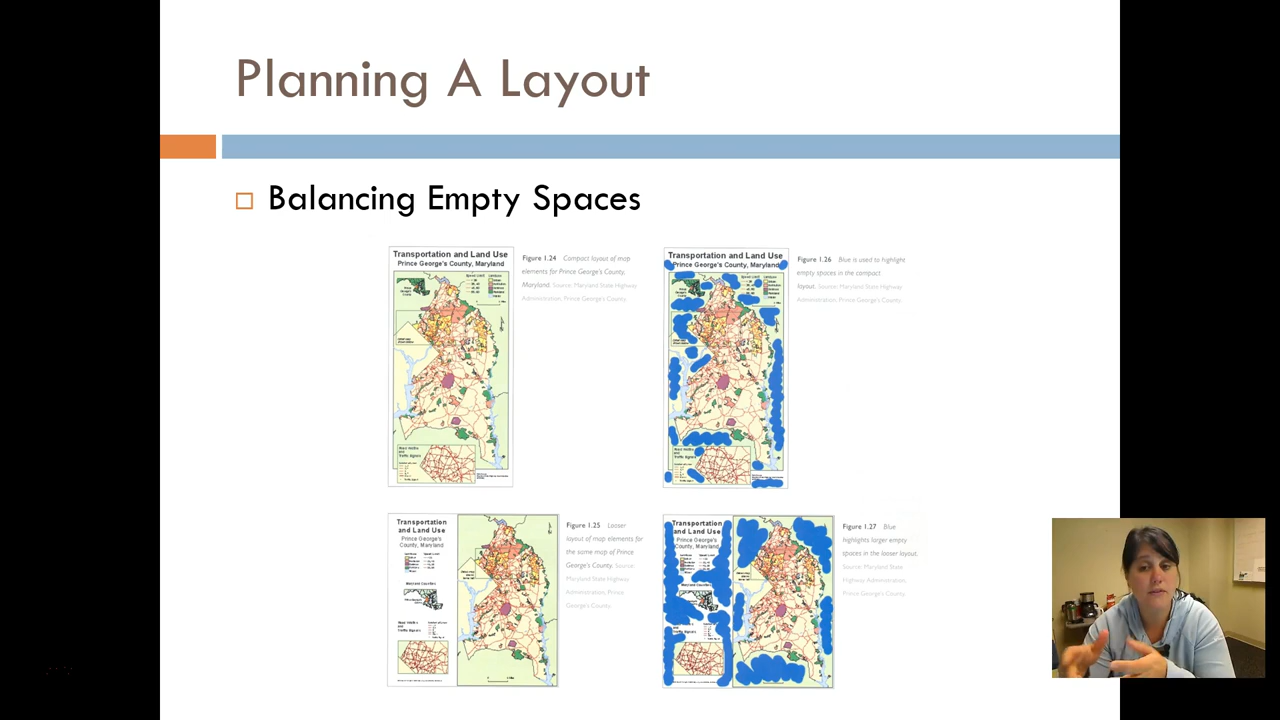 Planning A Layout
Balancing Empty Spaces
Transportation and Land Use
Prince George's County, Maryland
Figure 1.24 Compact layout of map
elements for Prince George's County,
Maryland. Source: Maryland State Highway
Administration, Prince George's County.
Transportation and Land Use
Prince George's County, Maryland
Figure 1.26 Blue is used to highlight
empty spaces in the compact
layout. Source: Maryland State Highway
Administration, Prince George's County.
Transportation
and Land Use
Prince George's
County, Maryland
Maryland Counties
Figure 1.25 Looser
layout of map elements for
the same map of Prince
George's County. Source:
Maryland State Highway
Administration, Prince
George's County.
Transportation
and Land Use
Prince George's
County, Maryland
Figure 1.27 Blue
highlights larger empty
spaces in the looser layout.
Source: Maryland State
Highway Administration,
Prince George's County.